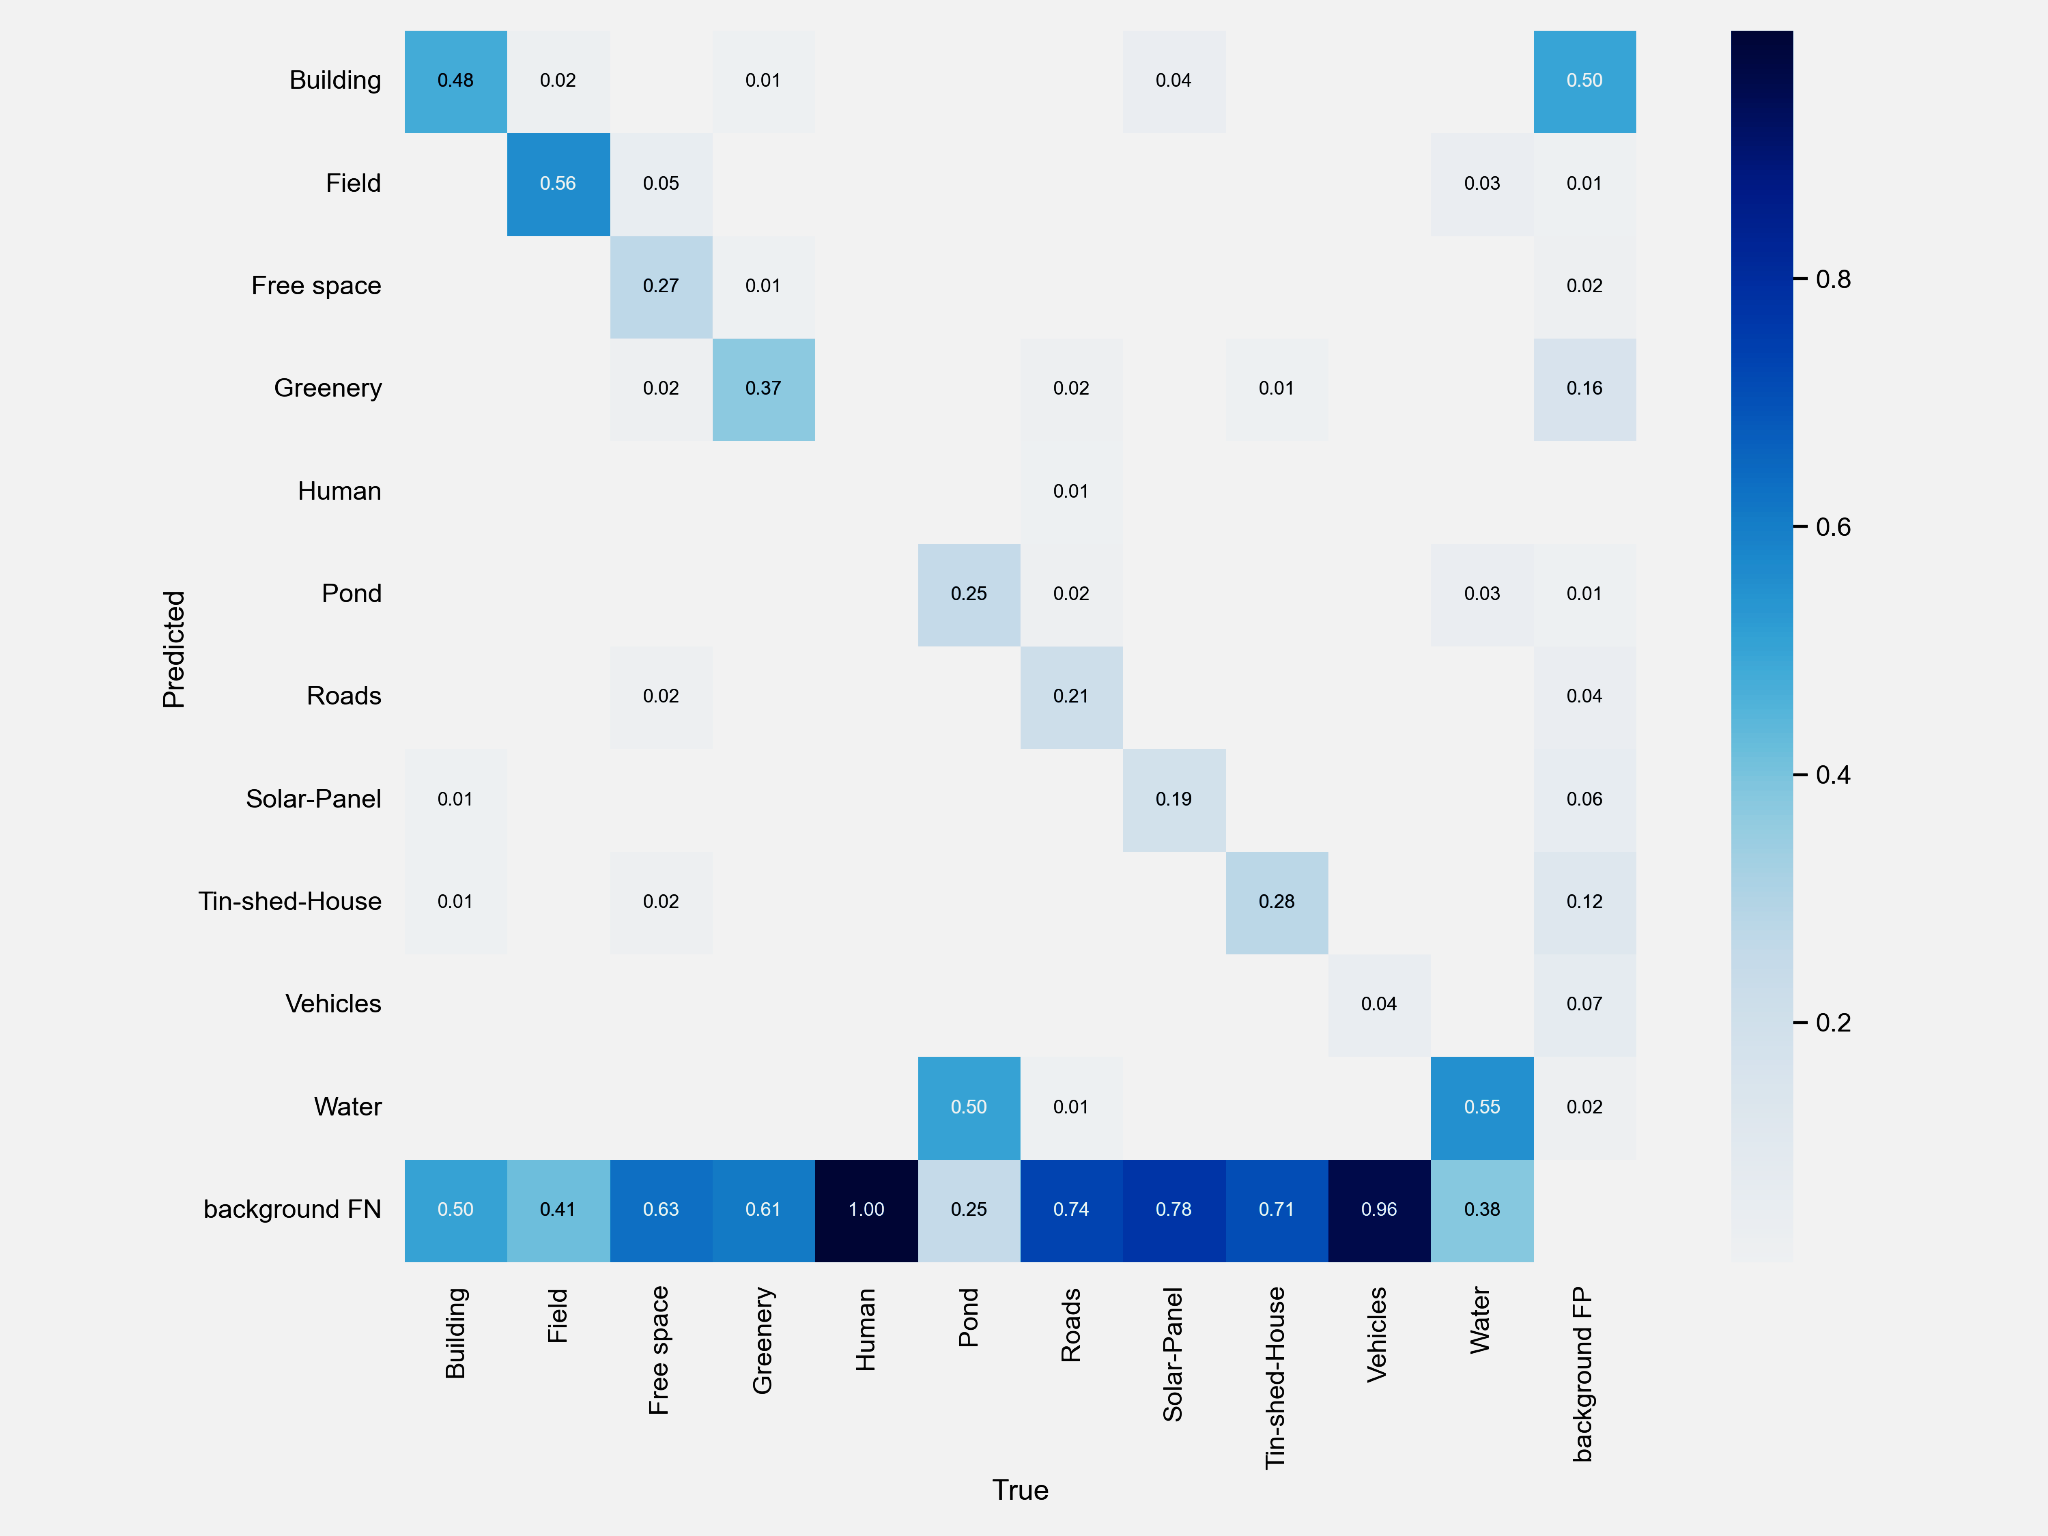 Building 0.48 0.02 0.01 0.04 0.50
Field 0.56 0.05 0.03 0.01
Free space 0.27 0.01 0.02 0.8
Greenery 0.02 0.37 0.02 0.01 0.16
Human 0.01 0.6
Pond 0.25 0.02 0.03 0.01
Predicted
Roads 0.02 0.21 0.04
Solar-Panel 0.01 0.19 0.06 0.4
Tin-shed-House 0.01 0.02 0.28 0.12
Vehicles 0.04 0.07 0.2
Water 0.50 0.01 0.55 0.02
background FN 0.50 0.41 0.63 0.61 1.00 0.25 0.74 0.78 0.71 0.96 0.38
Building Field Free space Greenery Human Pond Roads Solar-Panel Tin-shed-House Vehicles Water background FP
True